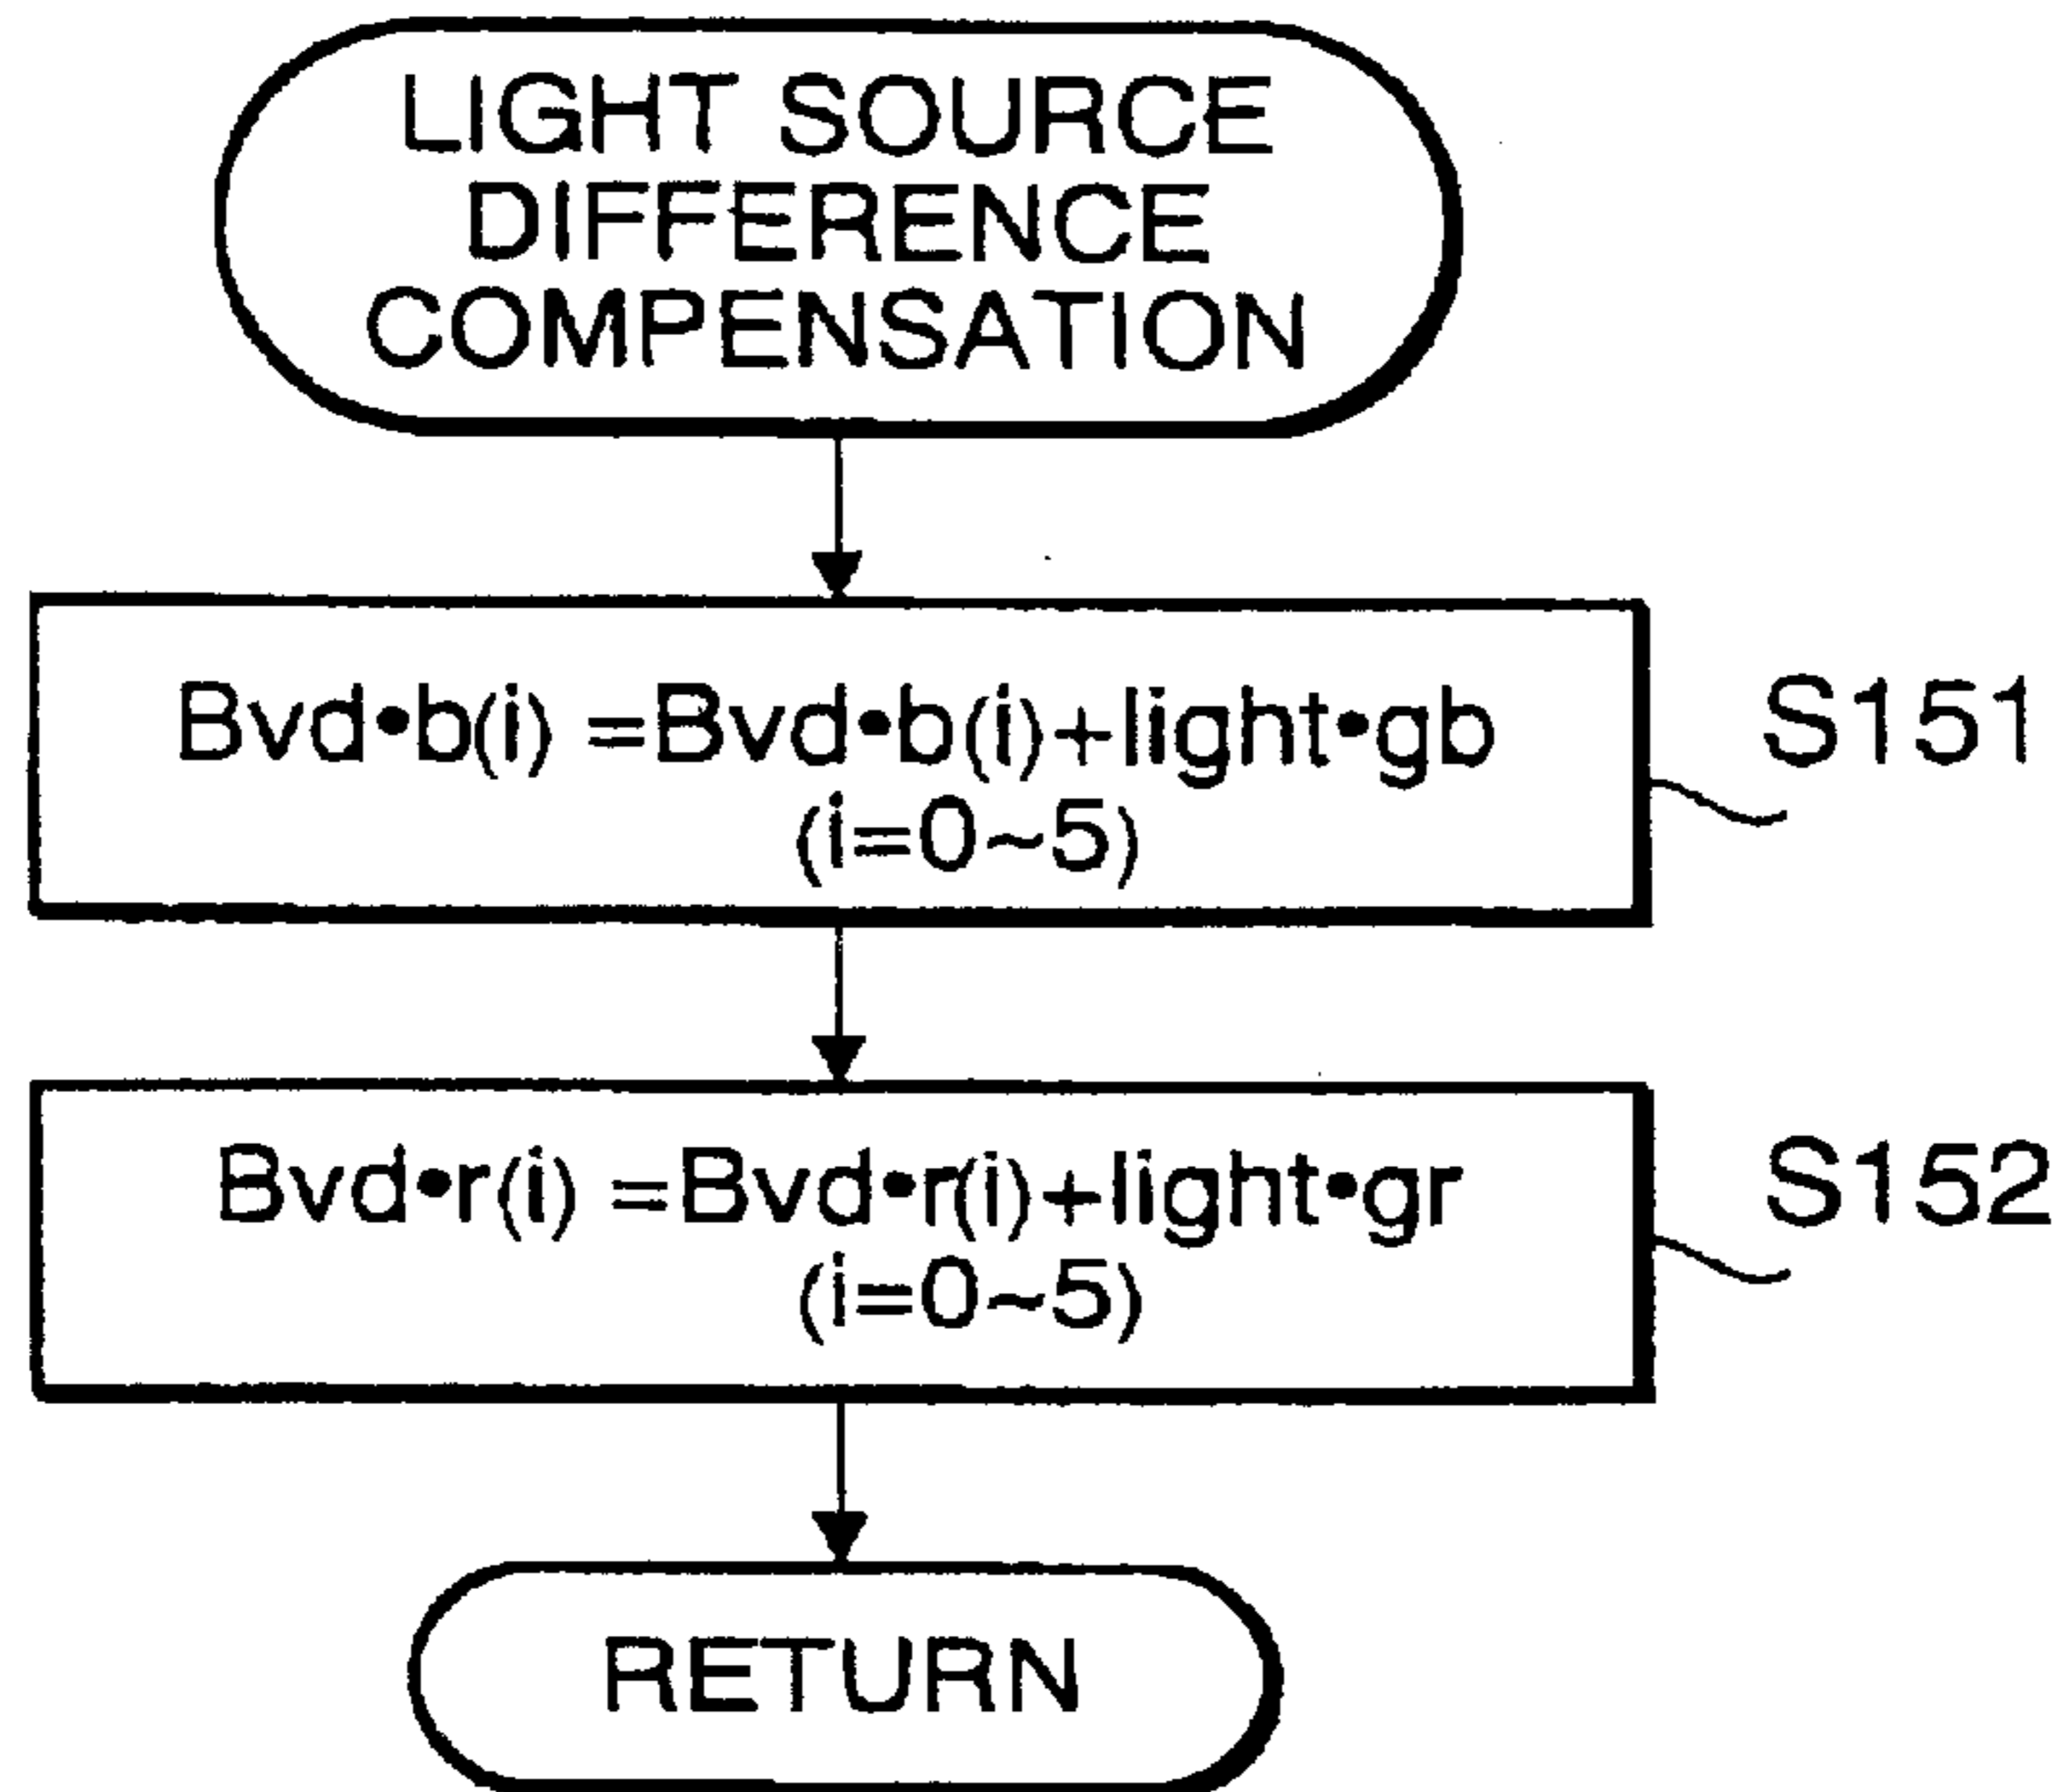 LIGHT SOURCE
DIFFERENCE
COMPENSATION
Bvd•b(i) =Bvd•b(i)+light•gb
(i=0~5)
S151
Bvd•r(i) =Bvd•r(i)+light•gr
(i=0~5)
S152
RETURN